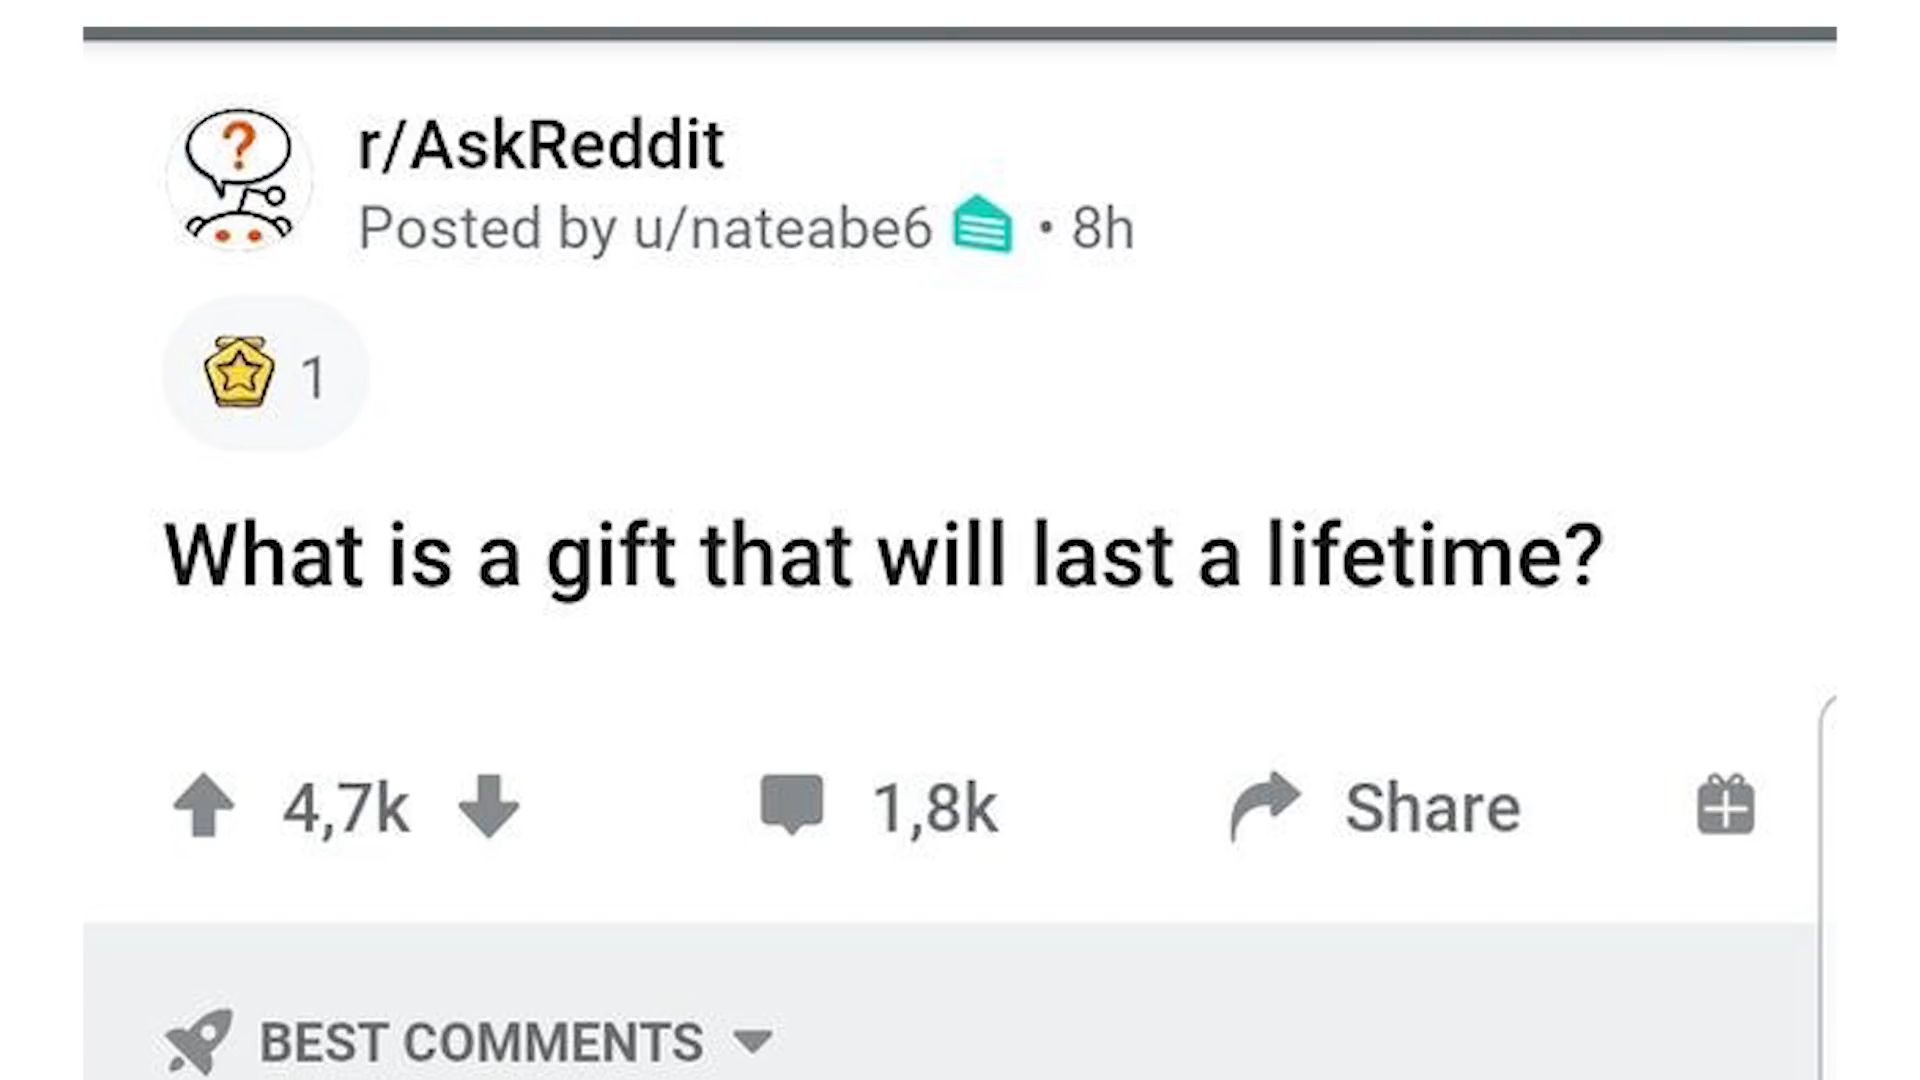 ?
r/AskReddit
Posted by u/nateabe6 • 8h
1
What is a gift that will last a lifetime?
4,7k 1,8k Share
BEST COMMENTS